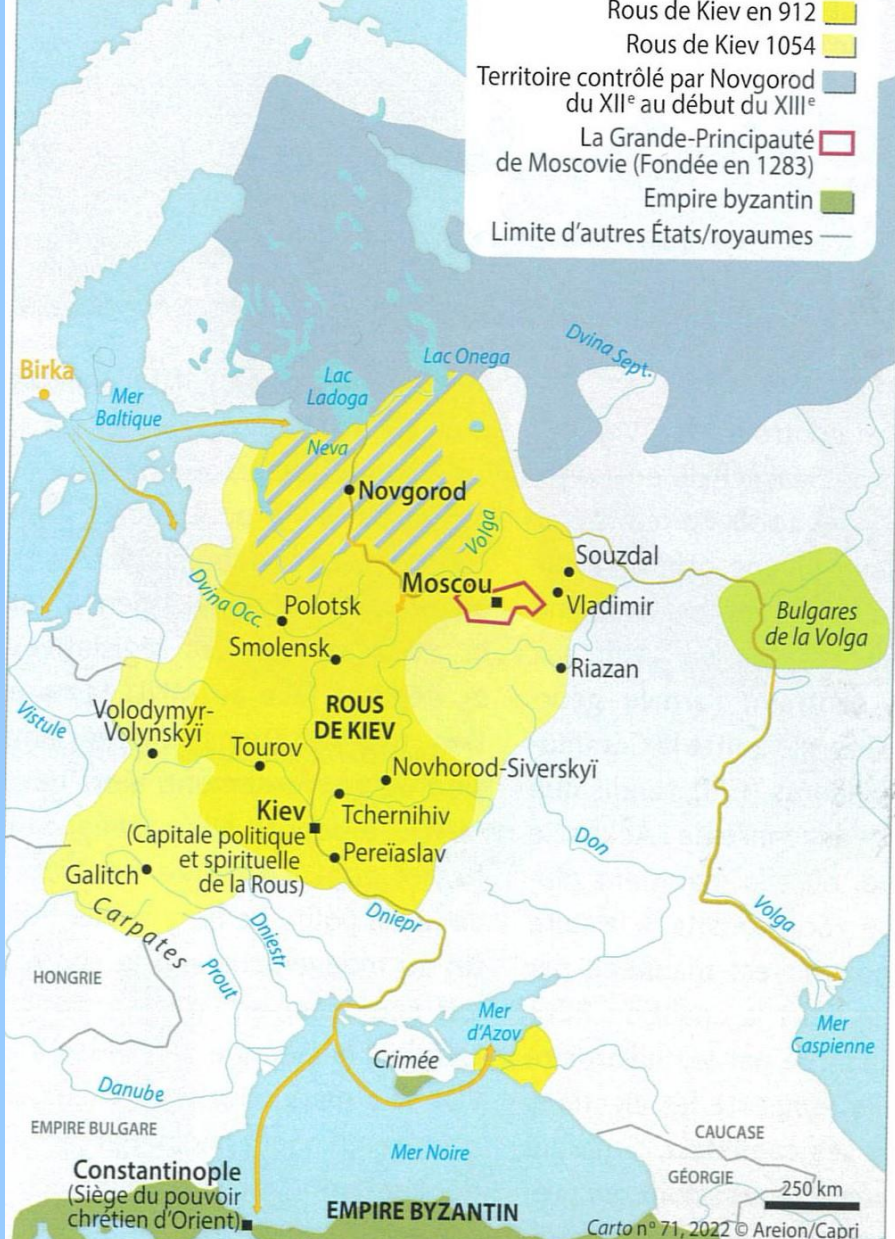 Rous de Kiev en 912
Rous de Kiev 1054
Territoire contrôlé par Novgorod
du XIIᵉ au début du XIIIᵉ
La Grande-Principauté
de Moscovie (Fondée en 1283)
Empire byzantin
Limite d'autres États/royaumes
Dvina Sept.
Lac Onega
Birka
Lac
Ladoga
Mer
Baltique
Neva
Novgorod
Volga
Souzdal
Moscou
Dvina Occ.
Polotsk
Vladimir
Bulgares
de la Volga
Smolensk
Riazan
Vistule
Volodymyr-
Volynskyï
ROUS
DE KIEV
Tourov
Novhorod-Siverskyï
Kiev
(Capitale politique
et spirituelle
de la Rous)
Tchernihiv
Don
Pereïaslav
Galitch
Carpates
Dniepr
Dniestr
Volga
Prout
HONGRIE
Mer
d'Azov
Mer
Caspienne
Crimée
Danube
EMPIRE BULGARE
CAUCASE
Mer Noire
Constantinople
(Siège du pouvoir
chrétien d'Orient)
GÉORGIE
250 km
EMPIRE BYZANTIN
Carto n° 71, 2022 © Areion/Capri